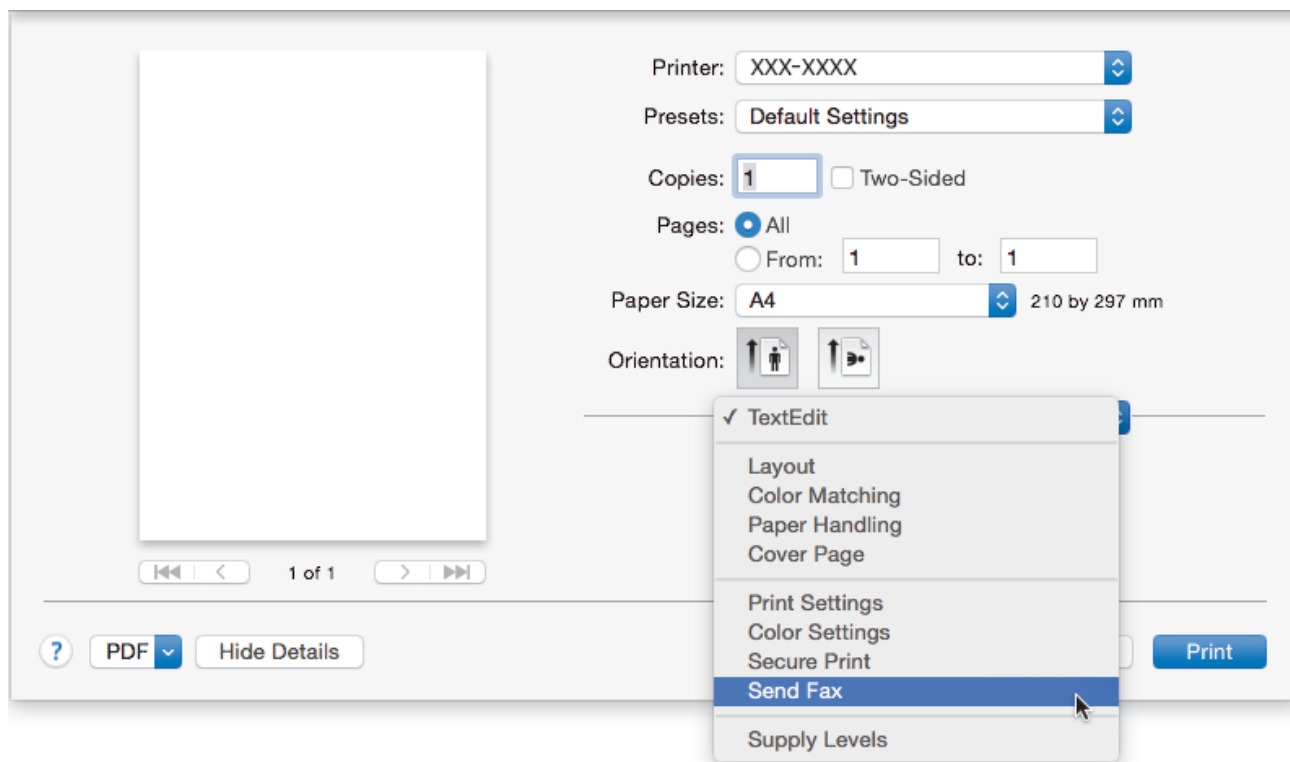 Printer: XXX-XXXX
Presets: Default Settings
Copies: 1 Two-Sided
Pages: All
From: 1 to: 1
Paper Size: A4 210 by 297 mm
Orientation:
✓ TextEdit
Layout
Color Matching
Paper Handling
Cover Page
1 of 1
Print Settings
Color Settings
Secure Print
Send Fax
Supply Levels
? PDF Hide Details Print